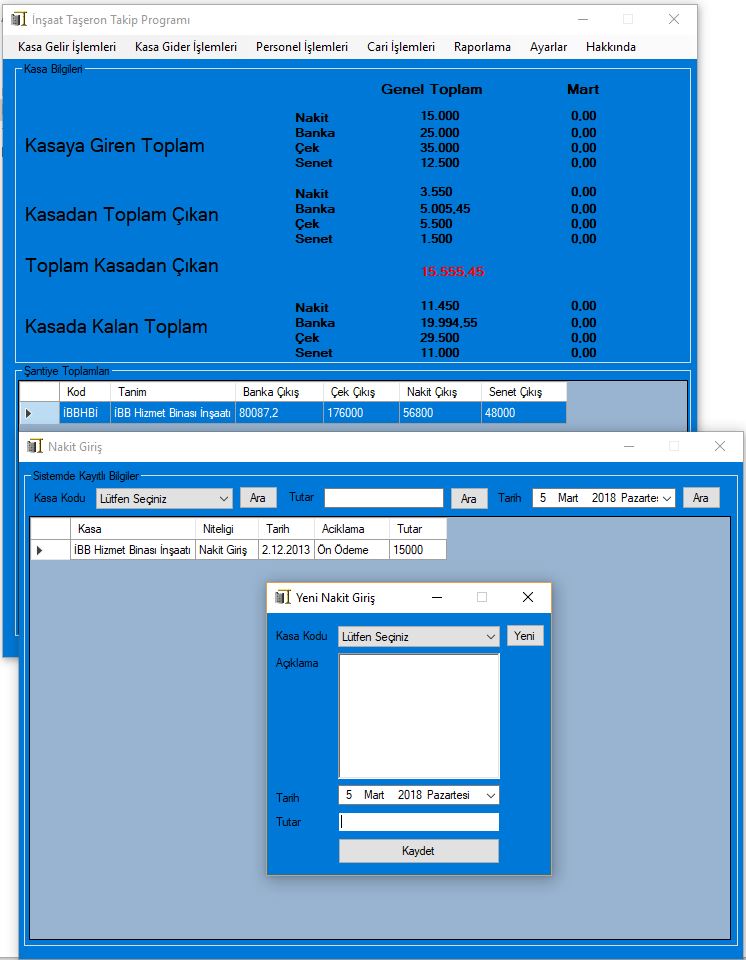 İnşaat Taşeron Takip Programı
Kasa Gelir İşlemleri Kasa Gider İşlemleri Personel İşlemleri Cari İşlemleri Raporlama Ayarlar Hakkında
Kasa Bilgileri
Genel Toplam Mart
Kasaya Giren Toplam
Nakit 15.000 0,00
Banka 25.000 0,00
Çek 35.000 0,00
Senet 12.500 0,00
Kasadan Toplam Çıkan
Nakit 3.550 0,00
Banka 5.005,45 0,00
Çek 5.500 0,00
Senet 1.500 0,00
Toplam Kasadan Çıkan 15.555,45
Kasada Kalan Toplam
Nakit 11.450 0,00
Banka 19.994,55 0,00
Çek 29.500 0,00
Senet 11.000 0,00
Şantiye Toplamları
Kod Tanim Banka Çıkış Çek Çıkış Nakit Çıkış Senet Çıkış
İBBHBİ İBB Hizmet Binası İnşaatı 80087,2 176000 56800 48000
Nakit Giriş
Sistemde Kayıtlı Bilgiler
Kasa Kodu Lütfen Seçiniz Ara Tutar Ara Tarih 5 Mart 2018 Pazartes Ara
Kasa Niteligi Tarih Aciklama Tutar
İBB Hizmet Binası İnşaatı Nakit Giriş 2.12.2013 Ön Ödeme 15000
Yeni Nakit Giriş
Kasa Kodu Lütfen Seçiniz Yeni
Açıklama
Tarih 5 Mart 2018 Pazartesi
Tutar
Kaydet